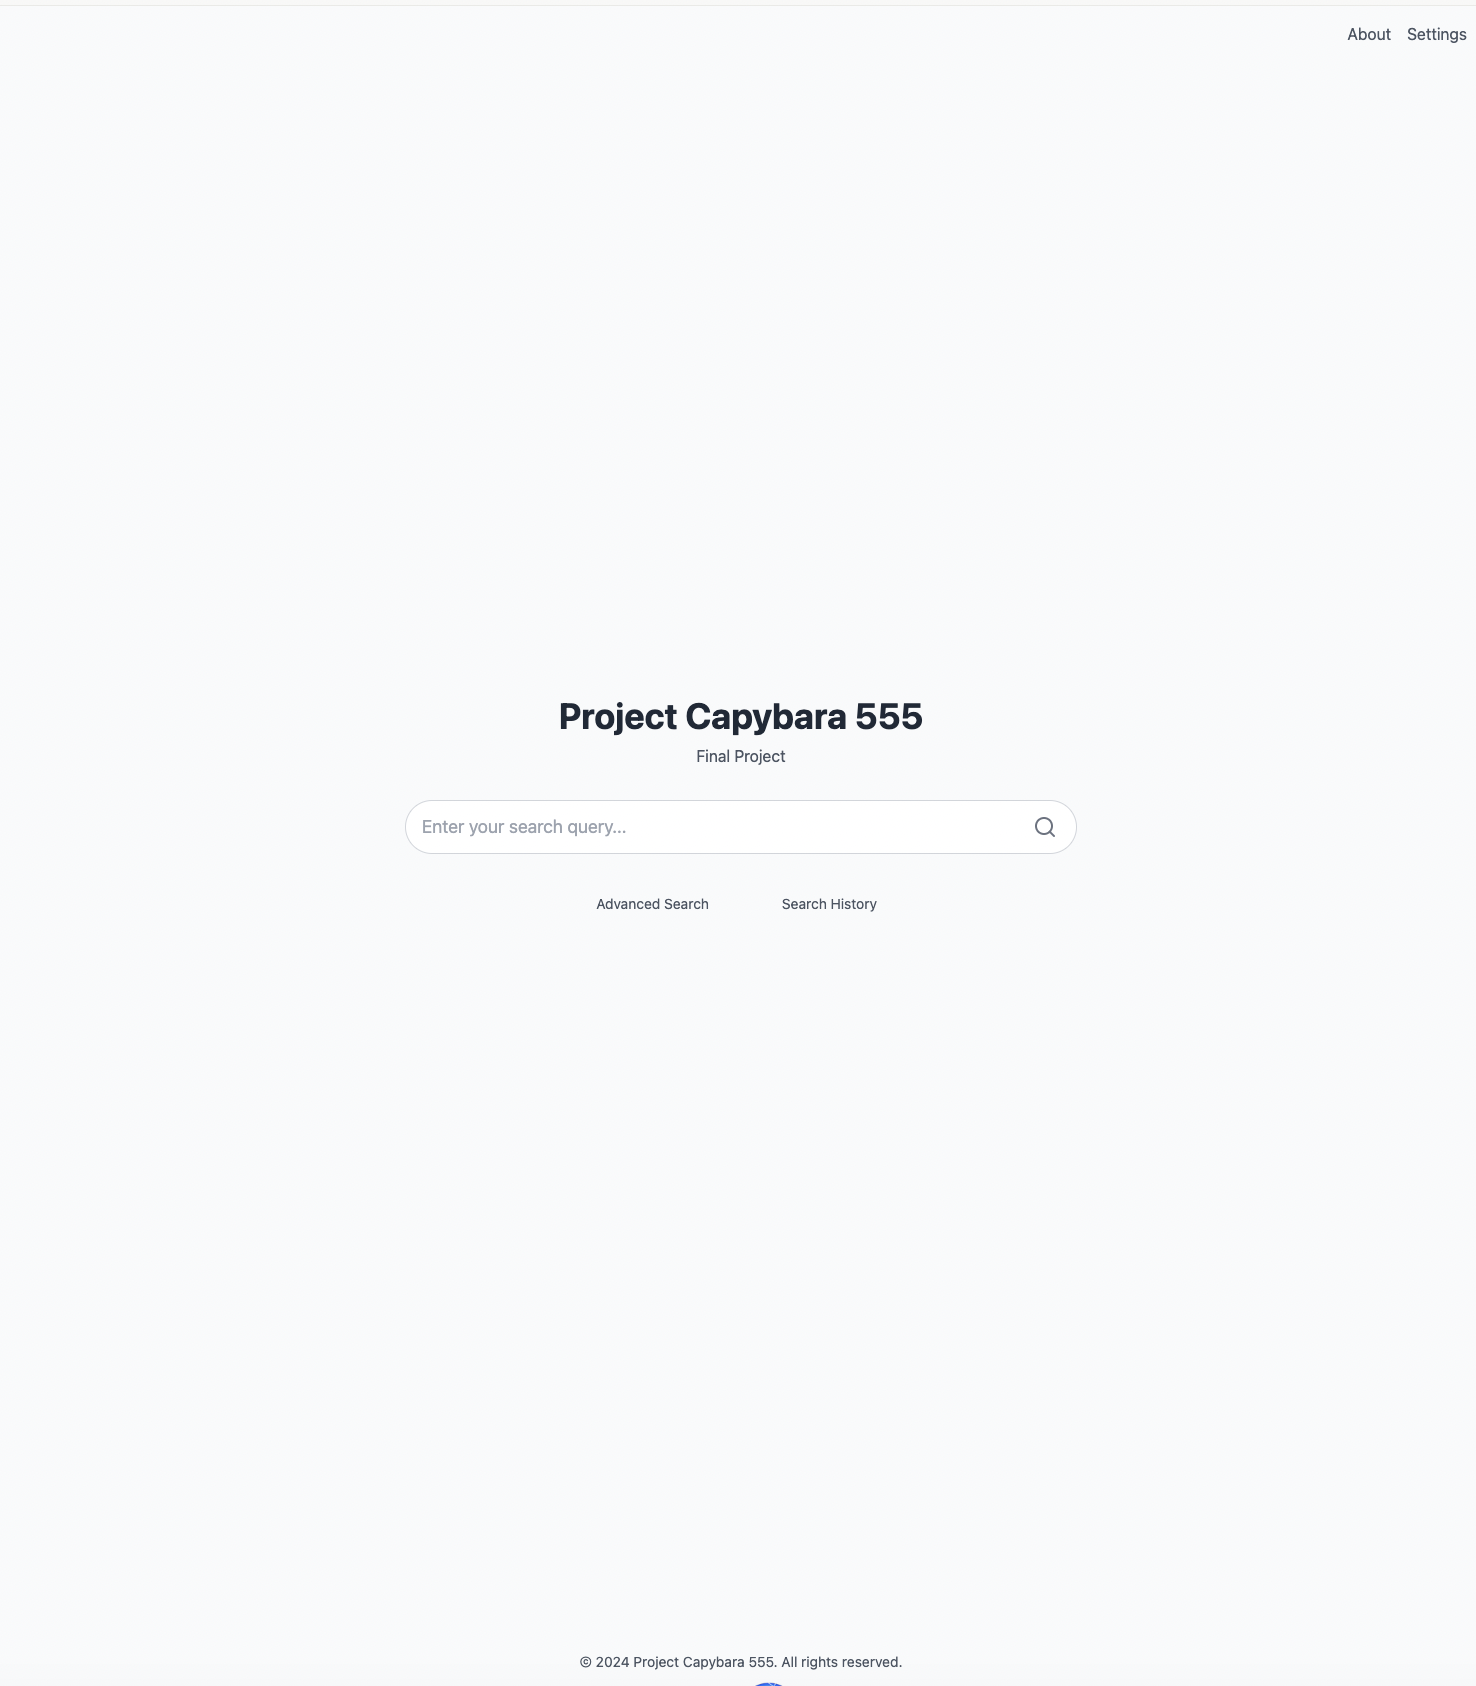 About Settings
Project Capybara 555
Final Project
Enter your search query...
Advanced Search Search History
© 2024 Project Capybara 555. All rights reserved.